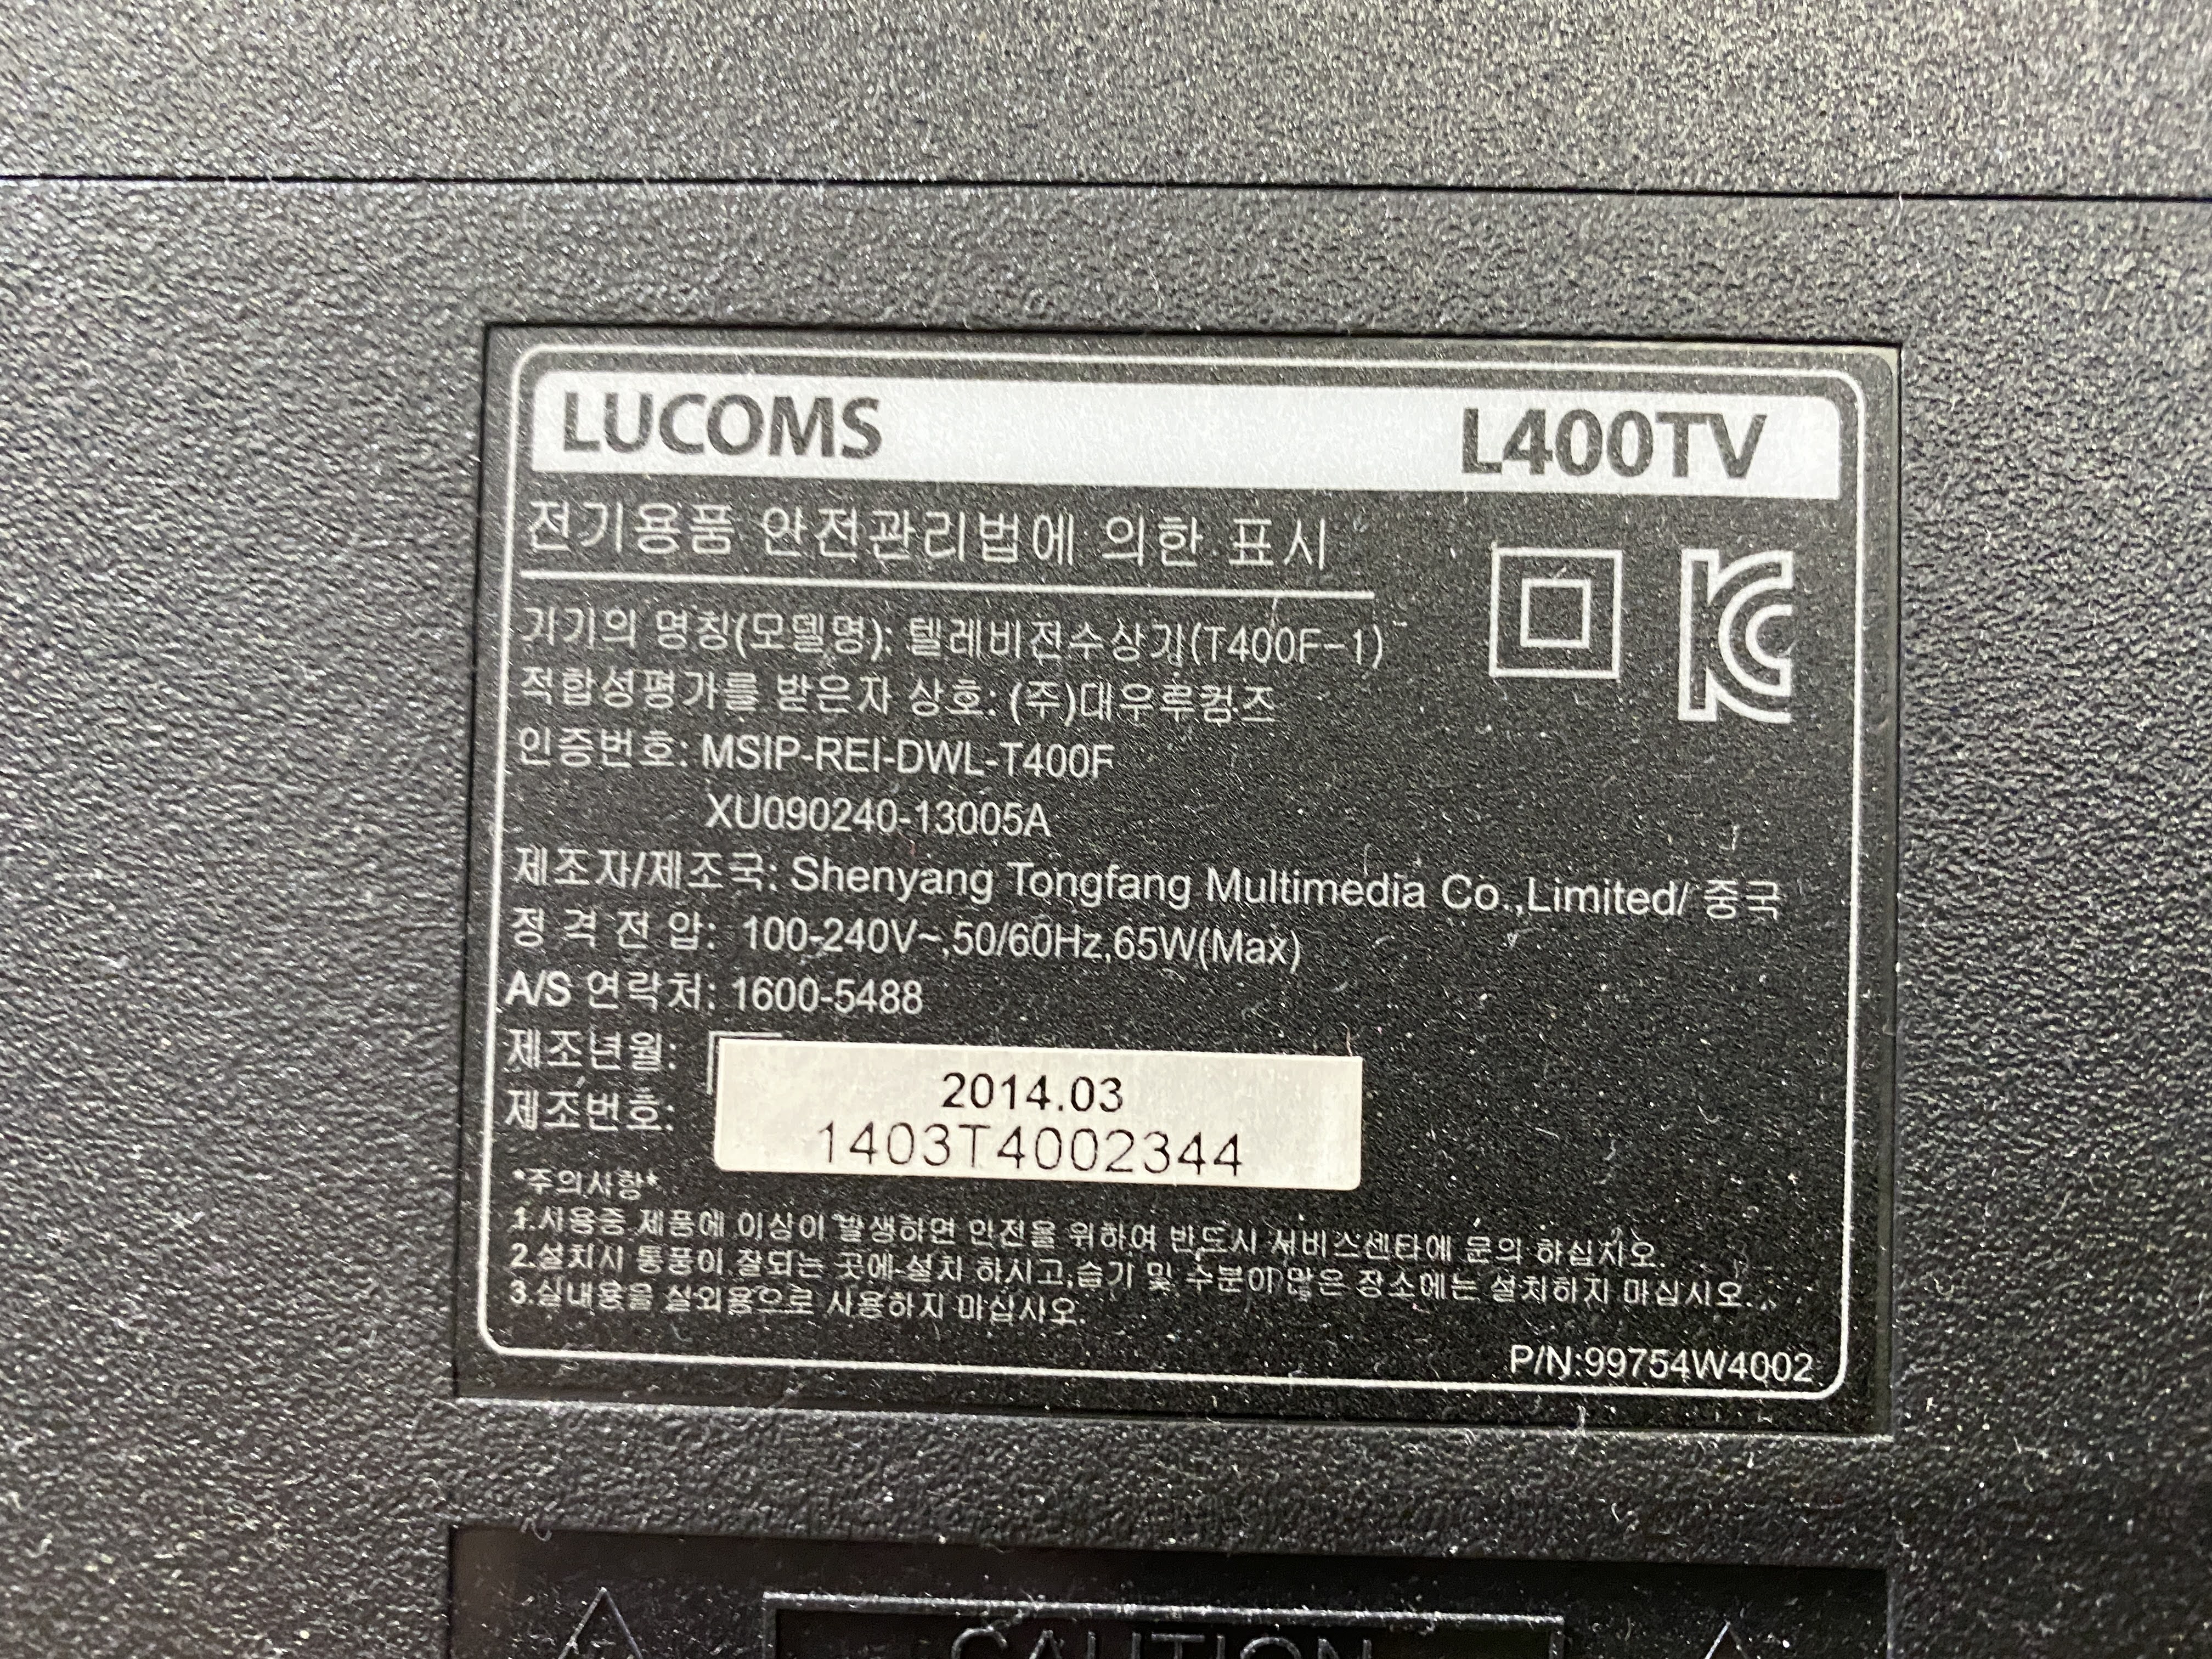 LUCOMS L400TV
전기용품 안전관리법에 의한 표시
기기의 명칭(모델명): 텔레비전수상기(T400F-1)
적합성평가를 받은자 상호: (주)대우루컴즈
인증번호: MSIP-REI-DWL-T400F
XU090240-13005A
제조자/제조국: Shenyang Tongfang Multimedia Co.,Limited/ 중국
정 격 전 압: 100-240V~,50/60Hz,65W(Max)
A/S 연락처: 1600-5488
제조년월: 2014.03
제조번호: 1403T4002344
*주의사항*
1.사용중 제품에 이상이 발생하면 안전을 위하여 반드시 서비스센타에 문의 하십시오.
2.설치시 통풍이 잘되는 곳에 설치 하시고,습기 및 수분이 많은 장소에는 설치하지 마십시오.
3.실내용을 실외용으로 사용하지 마십시오.
P/N:99754W4002
CAUTION